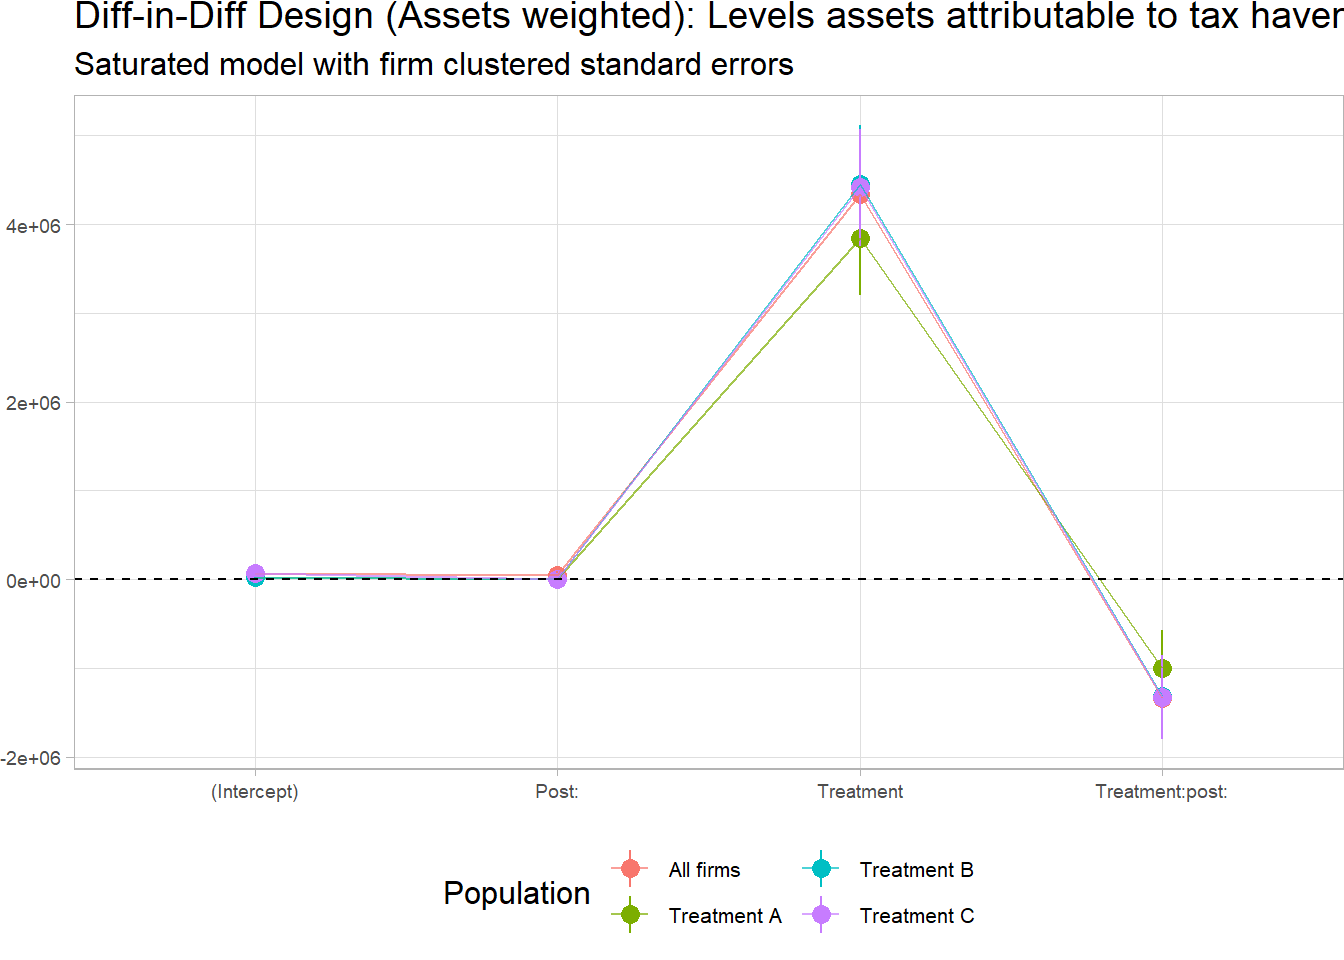 Diff-in-Diff Design (Assets weighted): Levels assets attributable to tax
Saturated model with firm clustered standard errors
4e+06
2e+06
0e+00
-2e+06
(Intercept) Post: Treatment Treatment:post:
Population
All firms Treatment B
Treatment A Treatment C